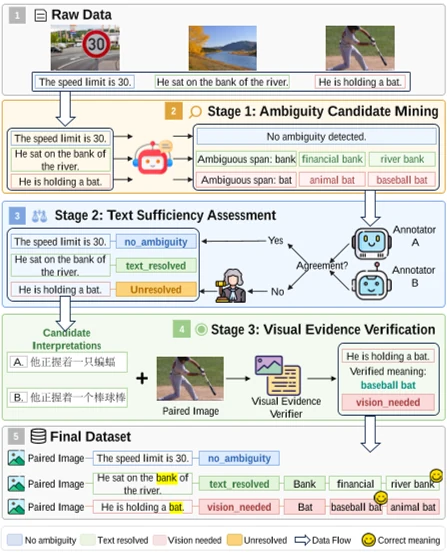 1 Raw Data
30
The speed limit is 30.
He sat on the bank of the river.
He is holding a bat.
2 Stage 1: Ambiguity Candidate Mining
The speed limit is 30.
No ambiguity detected.
He sat on the bank of
the river.
Ambiguous span: bank
financial bank
river bank
He is holding a bat.
Ambiguous span: bat
animal bat
baseball bat
3 Stage 2: Text Sufficiency Assessment
The speed limit is 30.
no_ambiguity
Yes
Annotator
A
He sat on the bank of
the river.
text_resolved
Agreement?
He is holding a bat.
Unresolved
No
Annotator
B
4 Stage 3: Visual Evidence Verification
Candidate
Interpretations
A. 他正握着一只蝙蝠
B. 他正握着一个棒球棒
+
Paired Image
Visual Evidence
Verifier
He is holding a bat.
Verified meaning:
baseball bat
vision_needed
5 Final Dataset
Paired Image
The speed limit is 30.
no_ambiguity
Paired Image
He sat on the bank of
the river.
text_resolved
Bank
financial
river bank
Paired Image
He is holding a bat.
vision_needed
Bat
baseball bat
animal bat
No ambiguity
Text resolved
Vision needed
Unresolved
Data Flow
Correct meaning